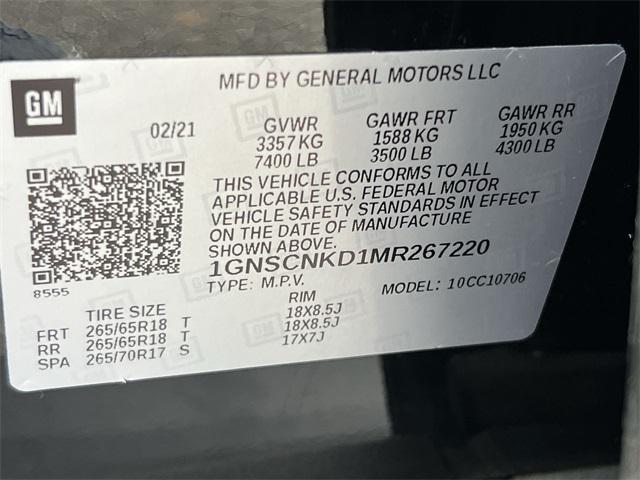 MFD BY GENERAL MOTORS LLC
GM
02/21 GVWR GAWR FRT GAWR RR
3357 KG 1588 KG 1950 KG
7400 LB 3500 LB 4300 LB
THIS VEHICLE CONFORMS TO ALL
APPLICABLE U.S. FEDERAL MOTOR
VEHICLE SAFETY STANDARDS IN EFFECT
ON THE DATE OF MANUFACTURE
SHOWN ABOVE.
1GNSCNKD1MR267220
8555
TYPE: M.P.V. MODEL: 10CC10706
TIRE SIZE RIM
FRT 265/65R18 T 18X8.5J
RR 265/65R18 T 18X8.5J
SPA 265/70R17 S 17X7J